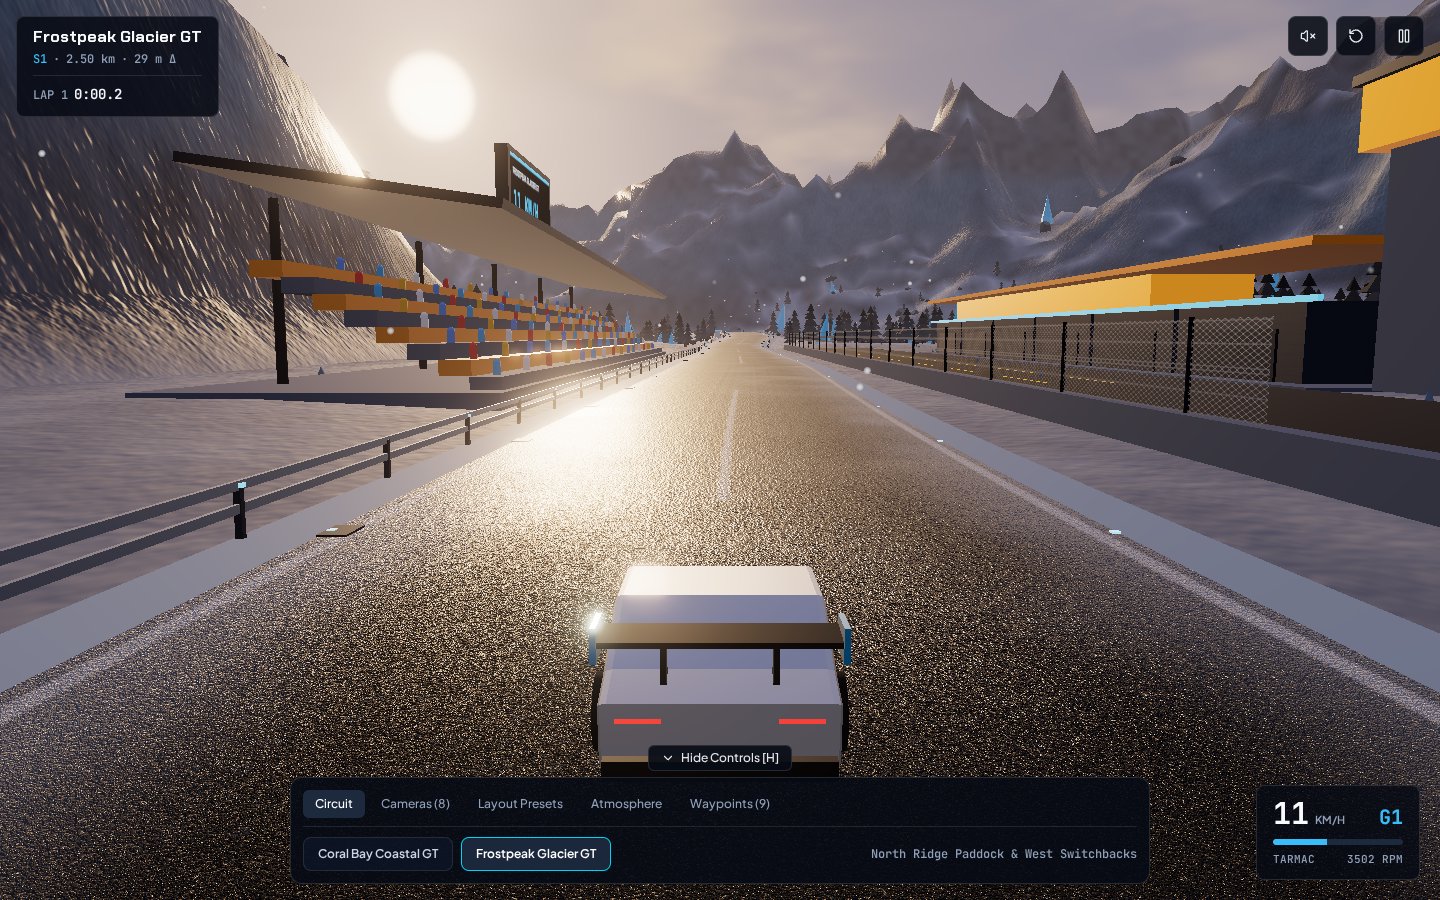 Frostpeak Glacier GT
S1 · 2.50 km · 29 m Δ
LAP 1 0:00.2
11 KM/H
Hide Controls [H]
Circuit
Cameras (8)
Layout Presets
Atmosphere
Waypoints (9)
Coral Bay Coastal GT
Frostpeak Glacier GT
North Ridge Paddock & West Switchbacks
11 KM/H G1
TARMAC 3502 RPM